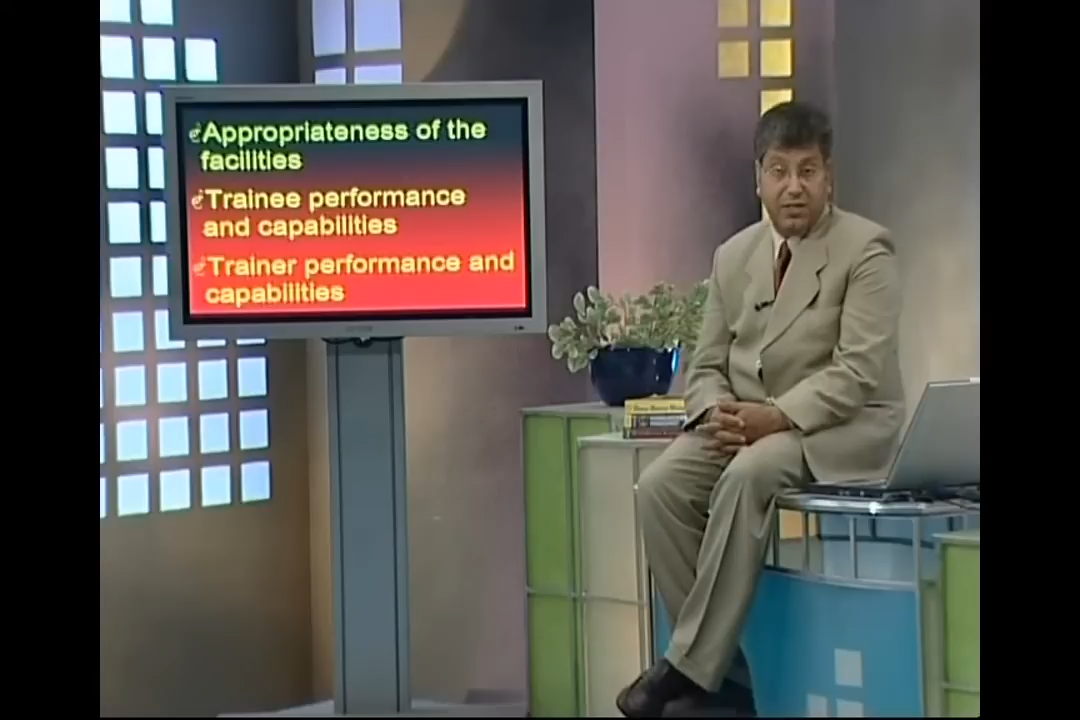 Appropriateness of the
facilities
Trainee performance
and capabilities
Trainer performance and
capabilities